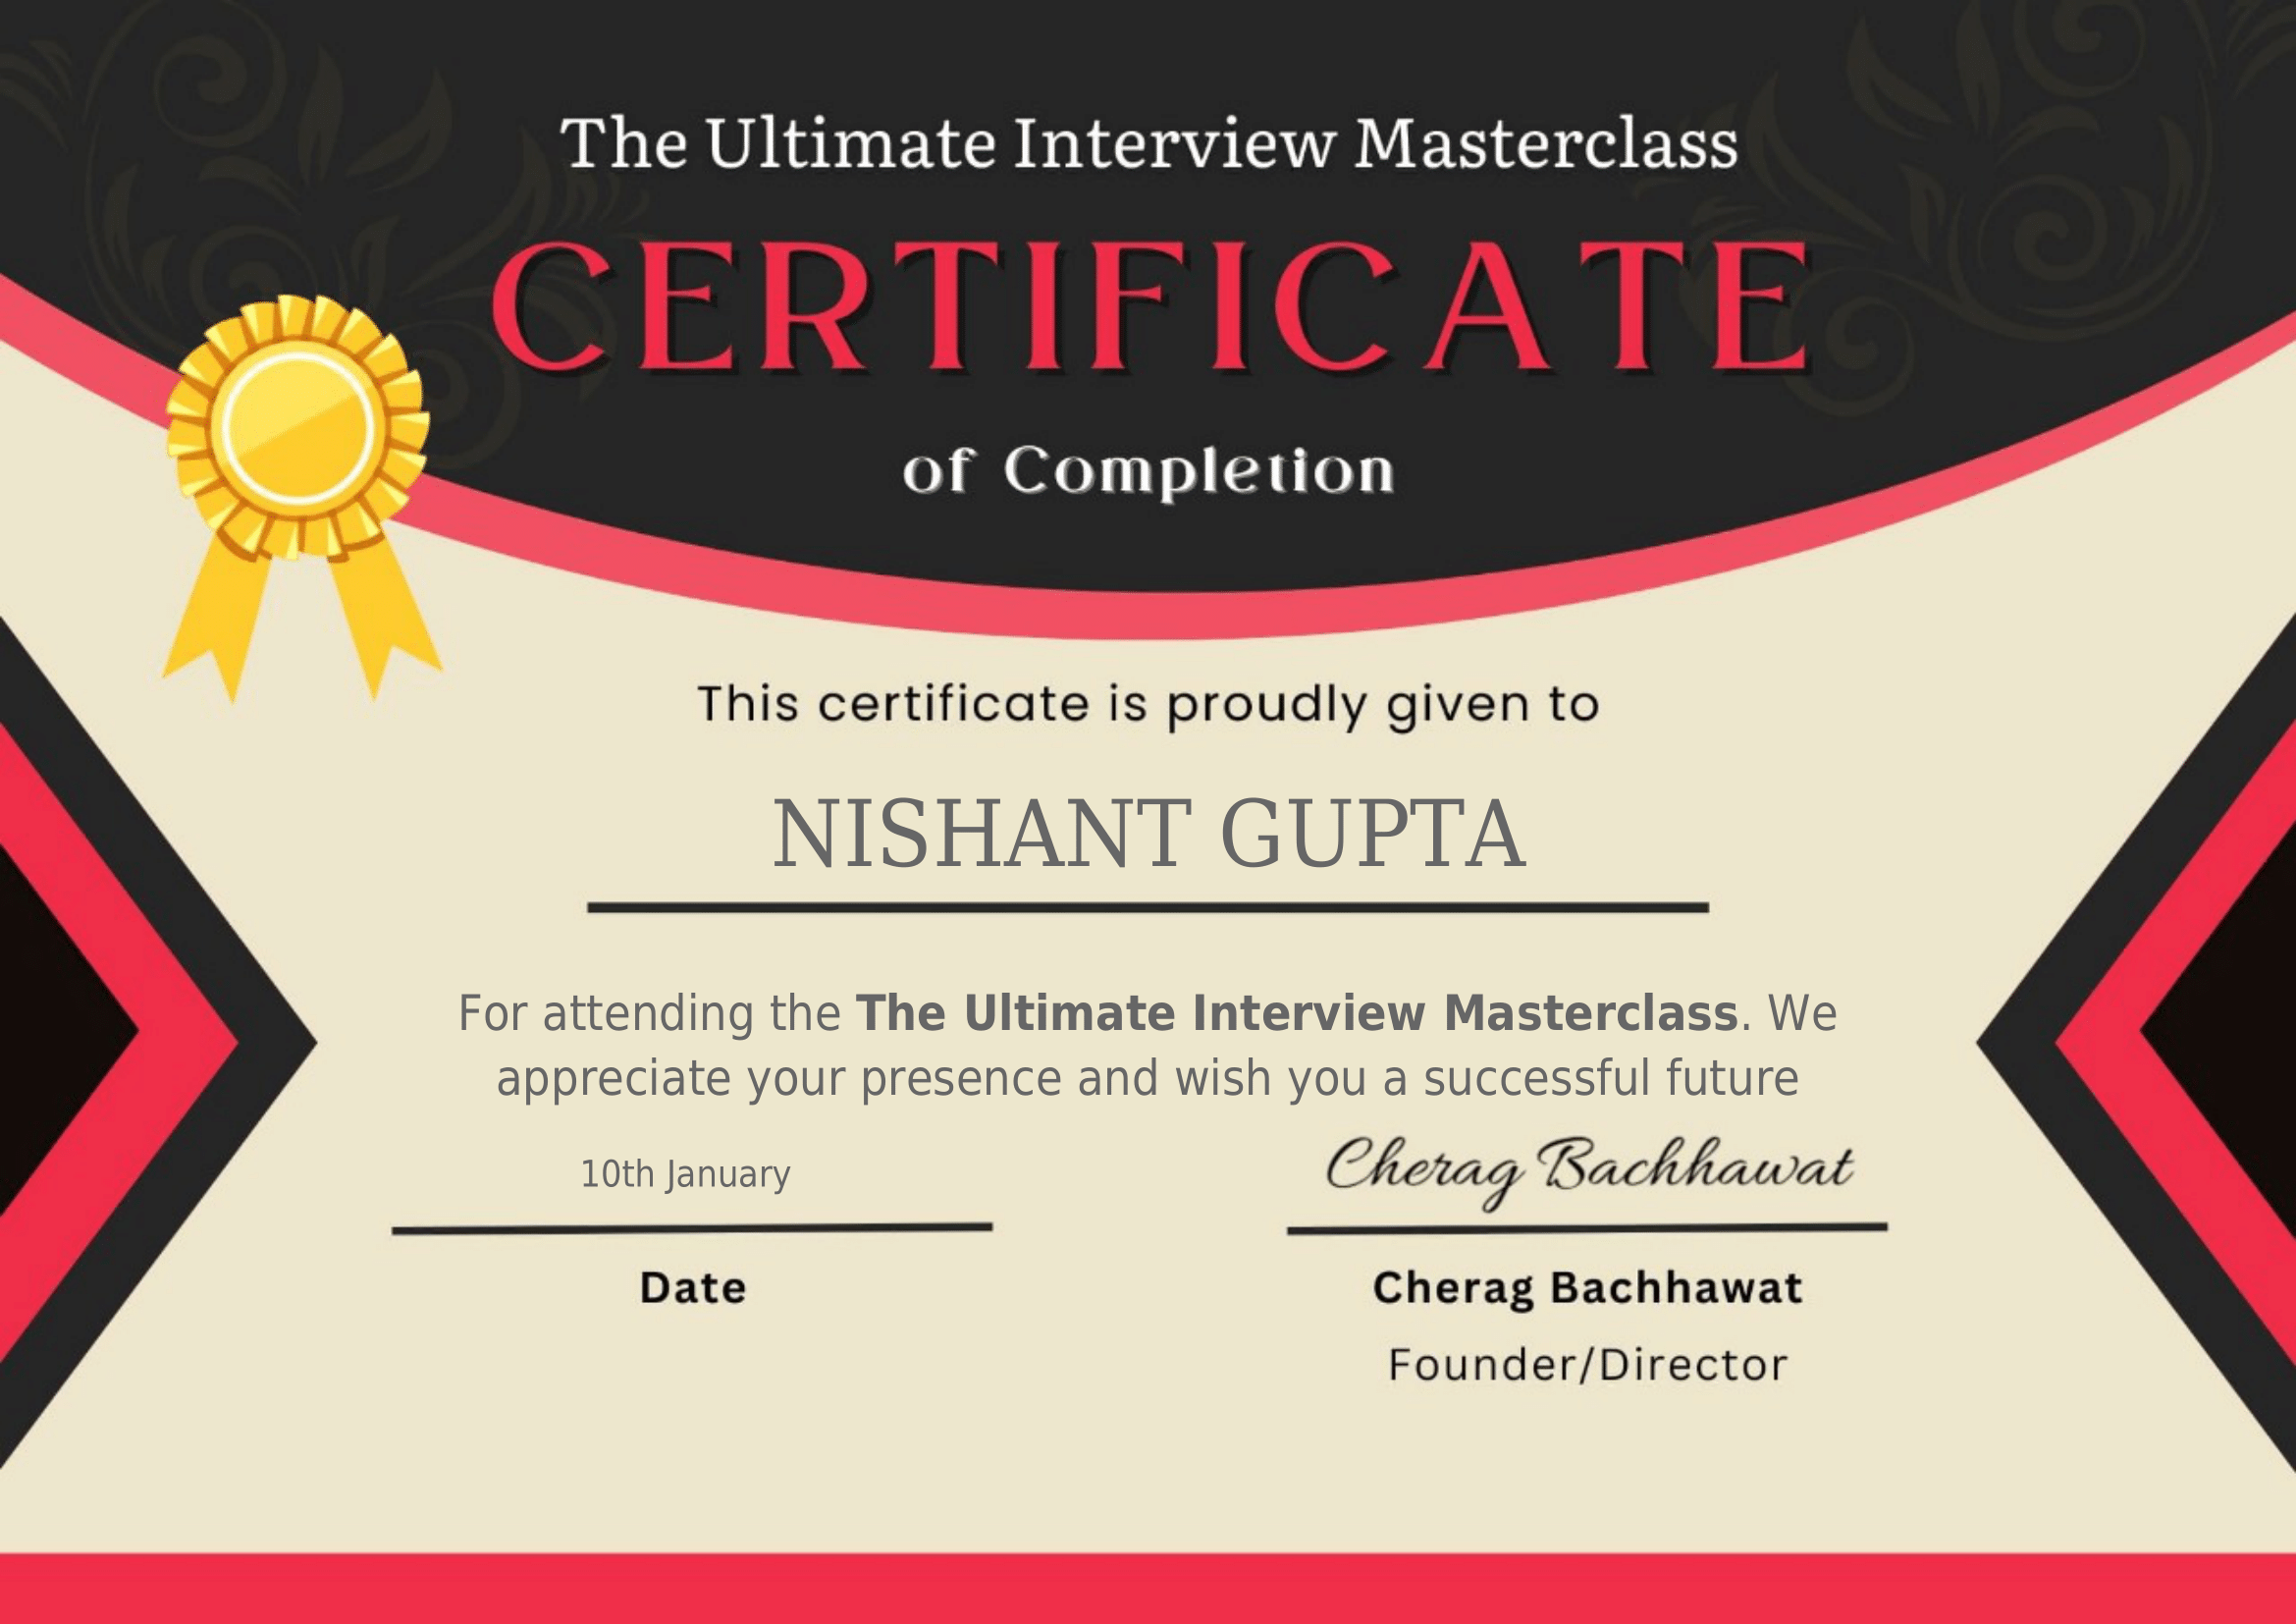 The Ultimate Interview Masterclass
CERTIFICATE
of Completion
This certificate is proudly given to
NISHANT GUPTA
For attending the The Ultimate Interview Masterclass. We
appreciate your presence and wish you a successful future
10th January
Cherag Bachhawat
Date
Cherag Bachhawat
Founder/Director